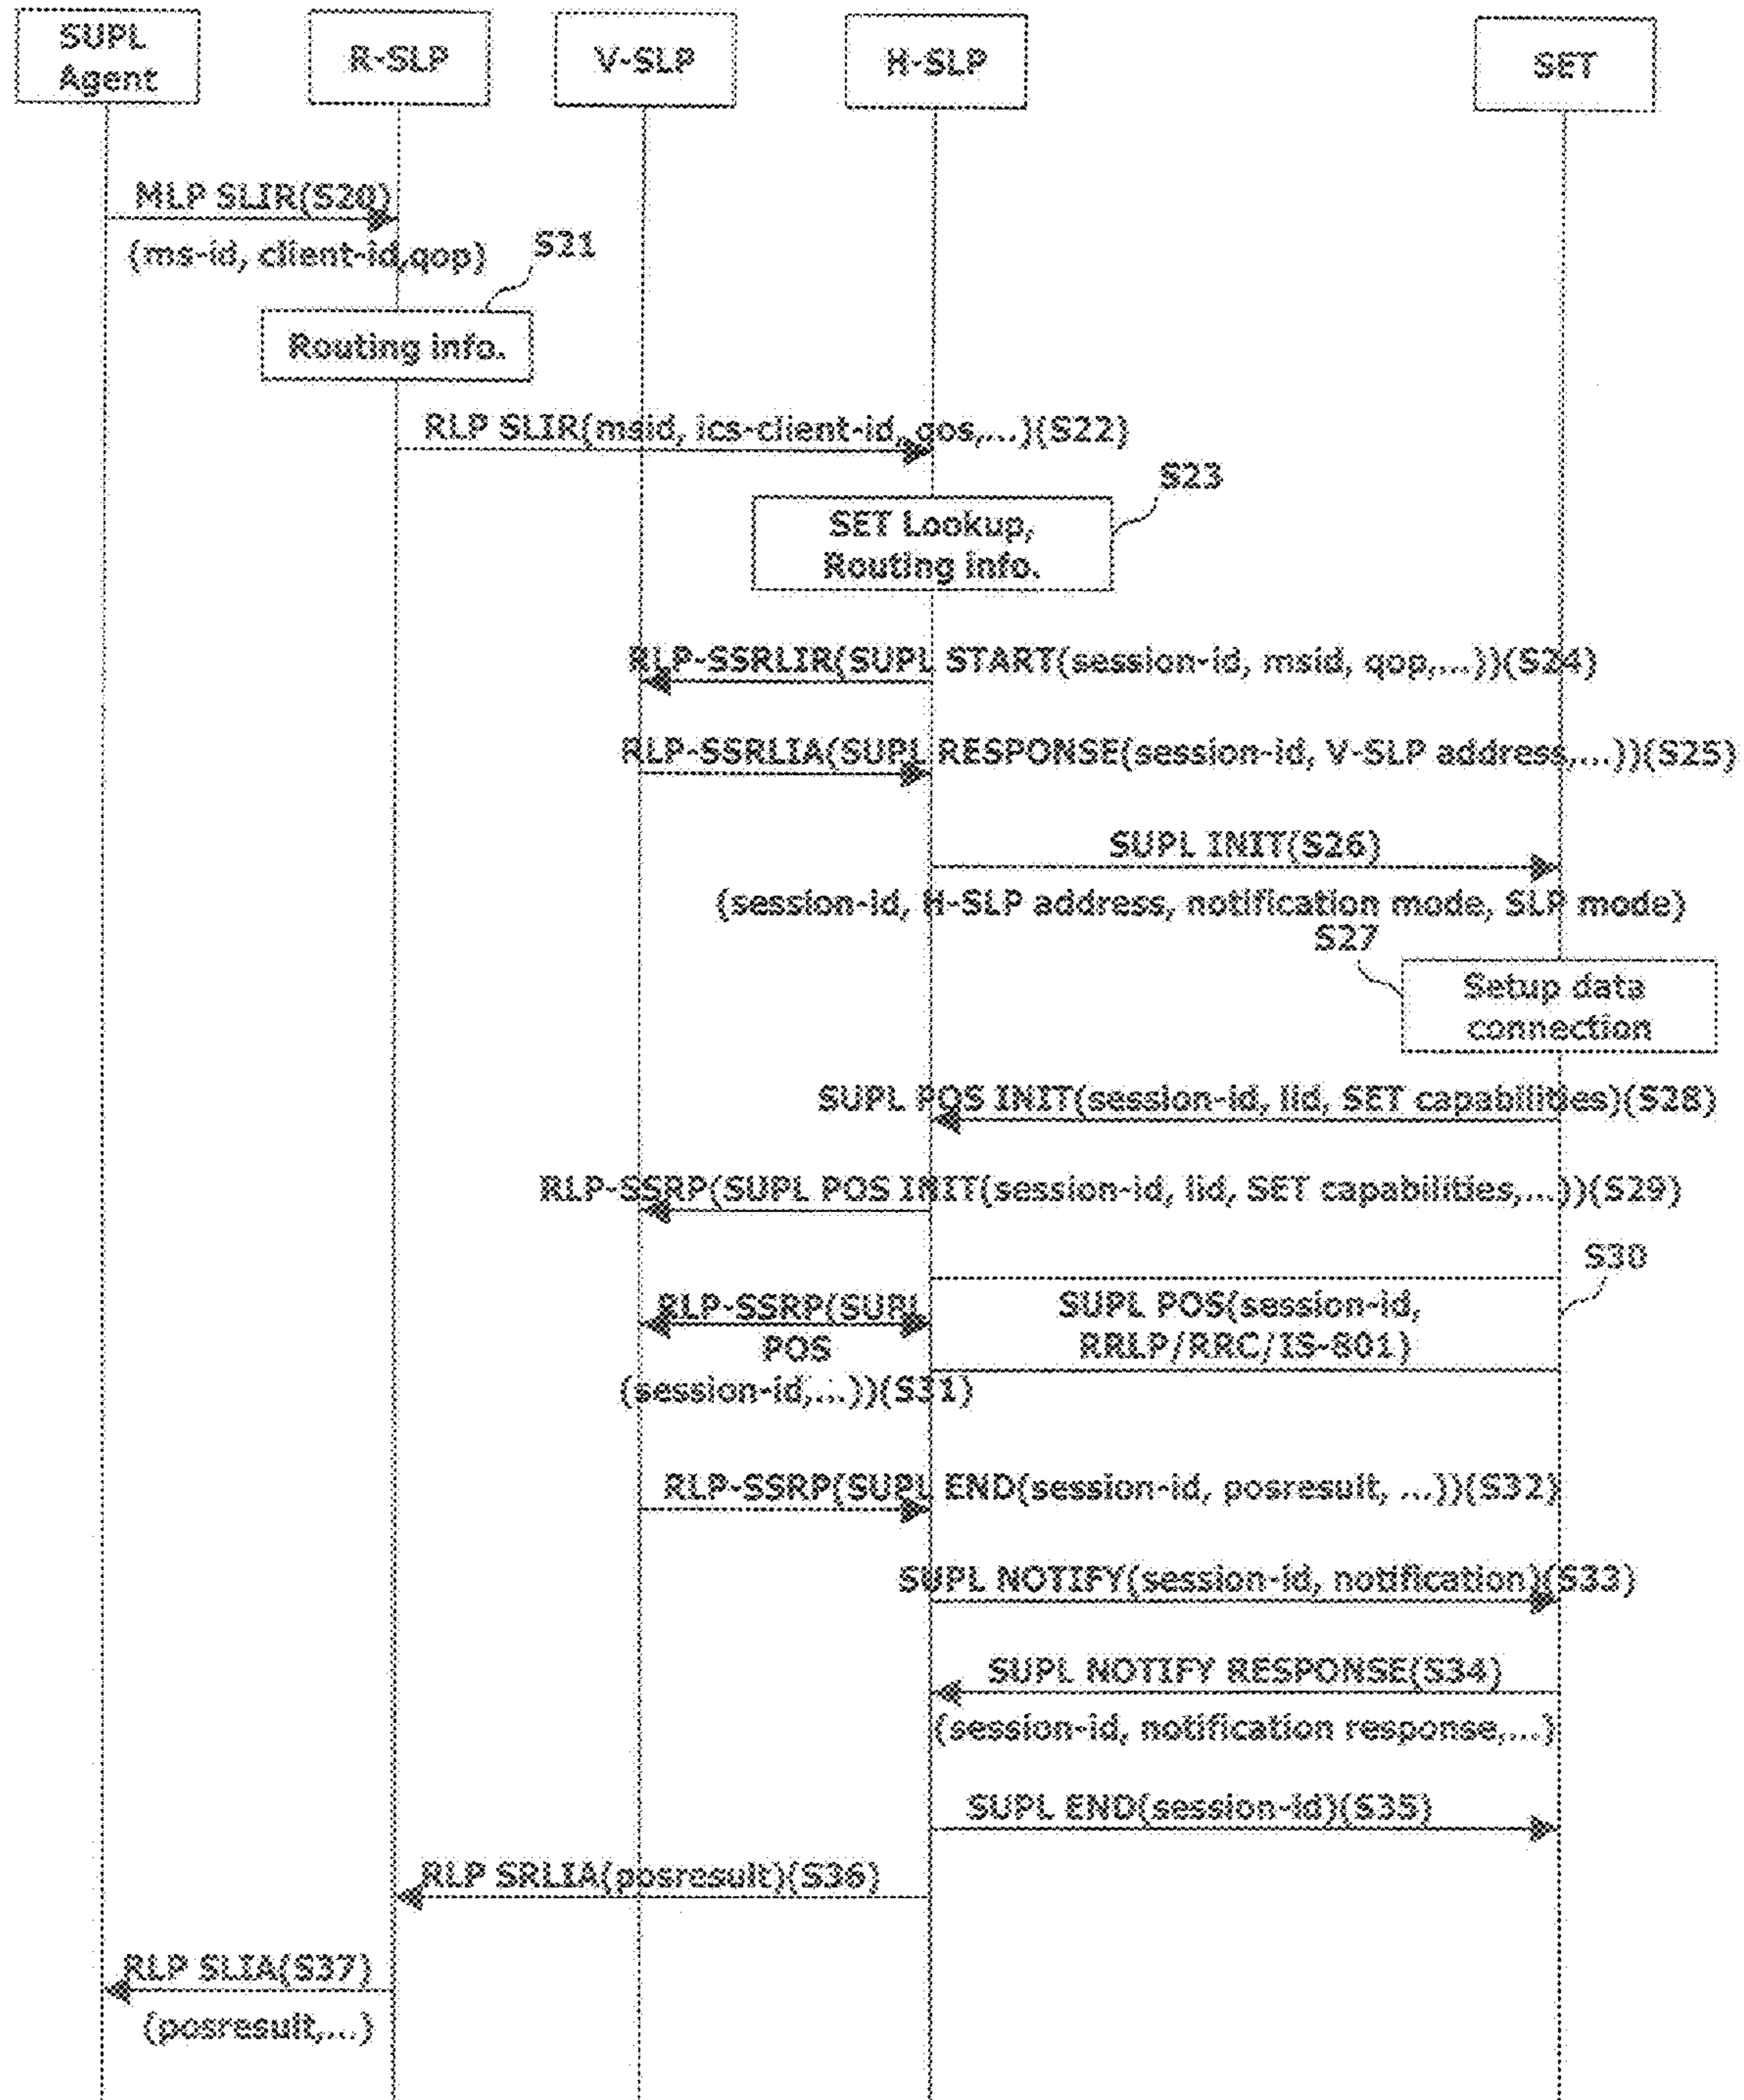 SUPL
Agent
R-SLP
V-SLP
H-SLP
SET
MLP SLIR(S20)
(ms-id, client-id,qop)
S21
Routing info.
RLP SLIR(msid, ics-client-id, qos,...)(S22)
S23
SET Lookup,
Routing info.
RLP-SSRLIR(SUPL START(session-id, msid, qop,...))(S24)
RLP-SSRLIA(SUPL RESPONSE(session-id, V-SLP address,...))(S25)
SUPL INIT(S26)
(session-id, H-SLP address, notification mode, SLP mode)
S27
Setup data
connection
SUPL POS INIT(session-id, lid, SET capabilities)(S28)
RLP-SSRP(SUPL POS INIT(session-id, lid, SET capabilities,...))(S29)
S30
RLP-SSRP(SUPL
POS
(session-id,...))(S31)
SUPL POS(session-id,
RRLP/RRC/IS-801)
RLP-SSRP(SUPL END(session-id, posresult, ...))(S32)
SUPL NOTIFY(session-id, notification)(S33)
SUPL NOTIFY RESPONSE(S34)
(session-id, notification response,...)
SUPL END(session-id)(S35)
RLP SRLIA(posresult)(S36)
RLP SLIA(S37)
(posresult,...)